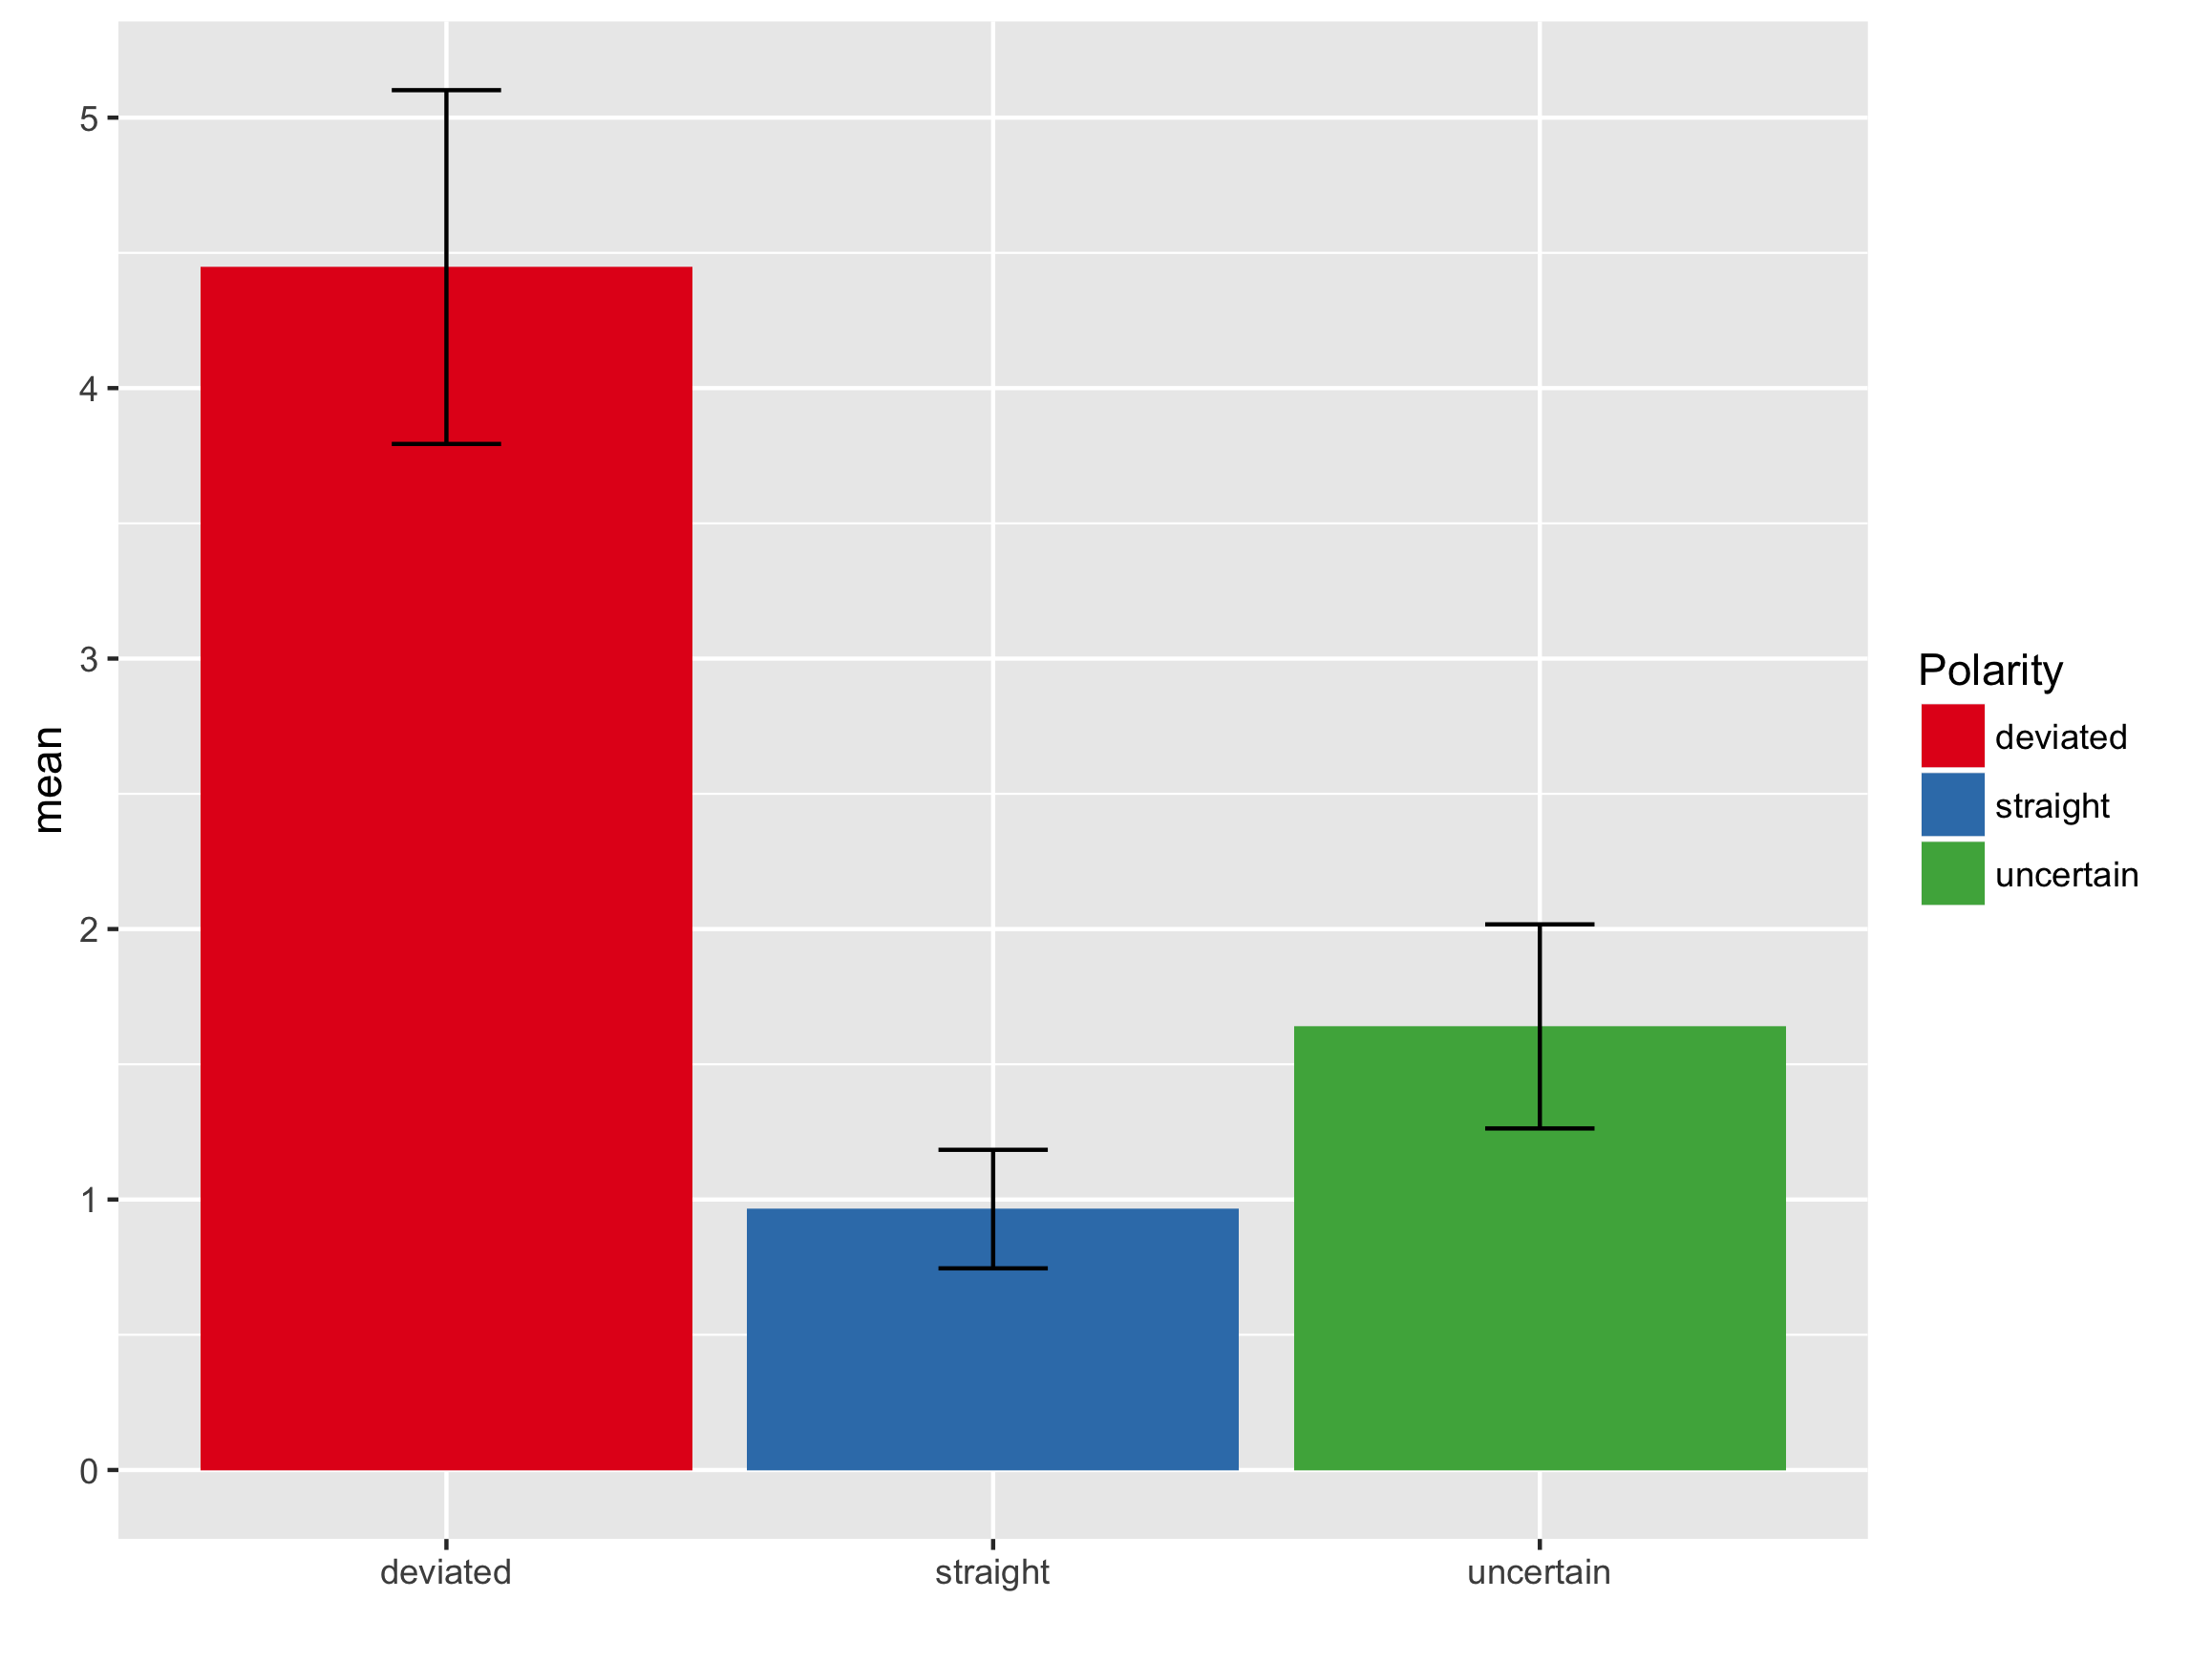 mean
5
4
3
2
1
0
deviated
straight
uncertain
Polarity
deviated
straight
uncertain